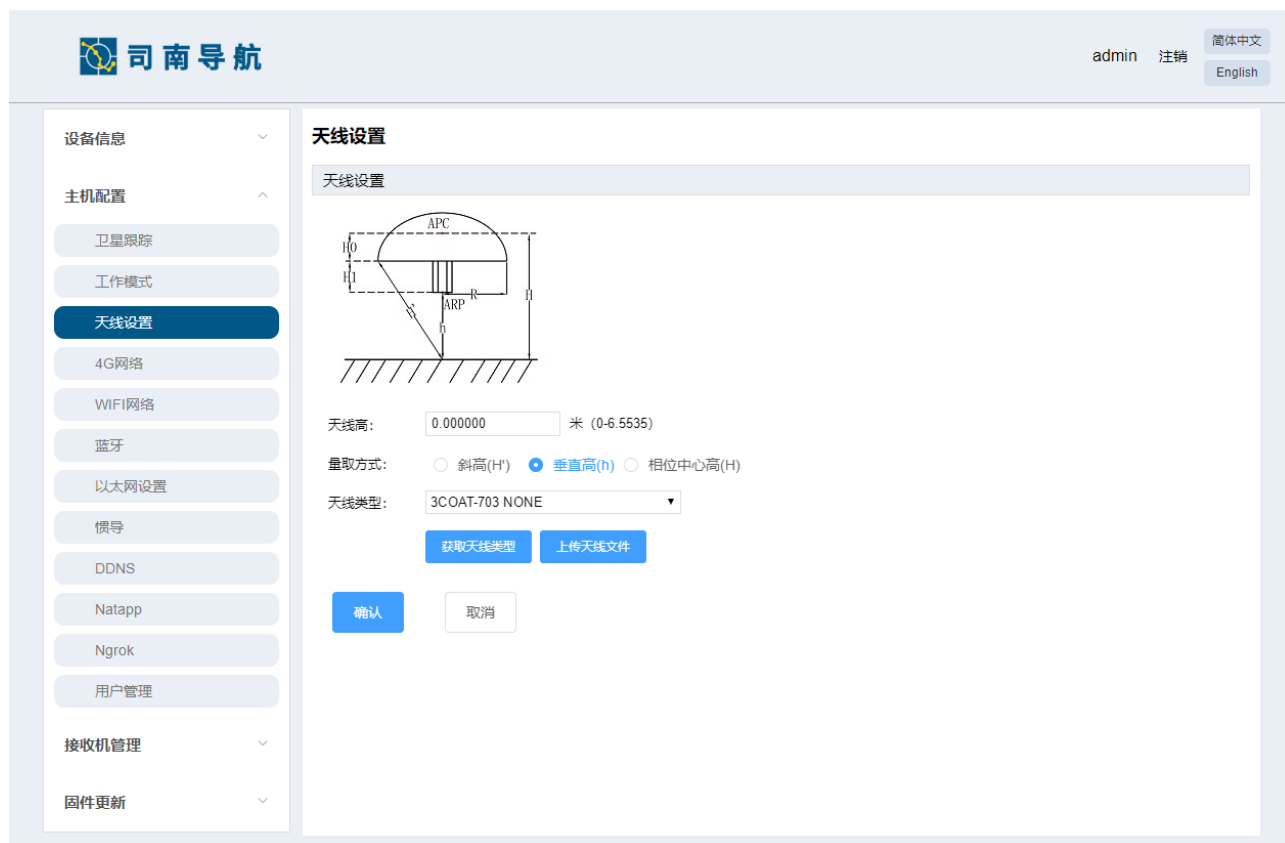 司南导航
admin 注销 简体中文
English
设备信息
主机配置
卫星跟踪
工作模式
天线设置
4G网络
WIFI网络
蓝牙
以太网设置
惯导
DDNS
Natapp
Ngrok
用户管理
接收机管理
固件更新
天线设置
天线设置
APC
H0
H1
R
H
ARP
H'
h
天线高: 0.000000 米 (0-6.5535)
量取方式: 斜高(H') 垂直高(h) 相位中心高(H)
天线类型: 3COAT-703 NONE
获取天线类型 上传天线文件
确认 取消